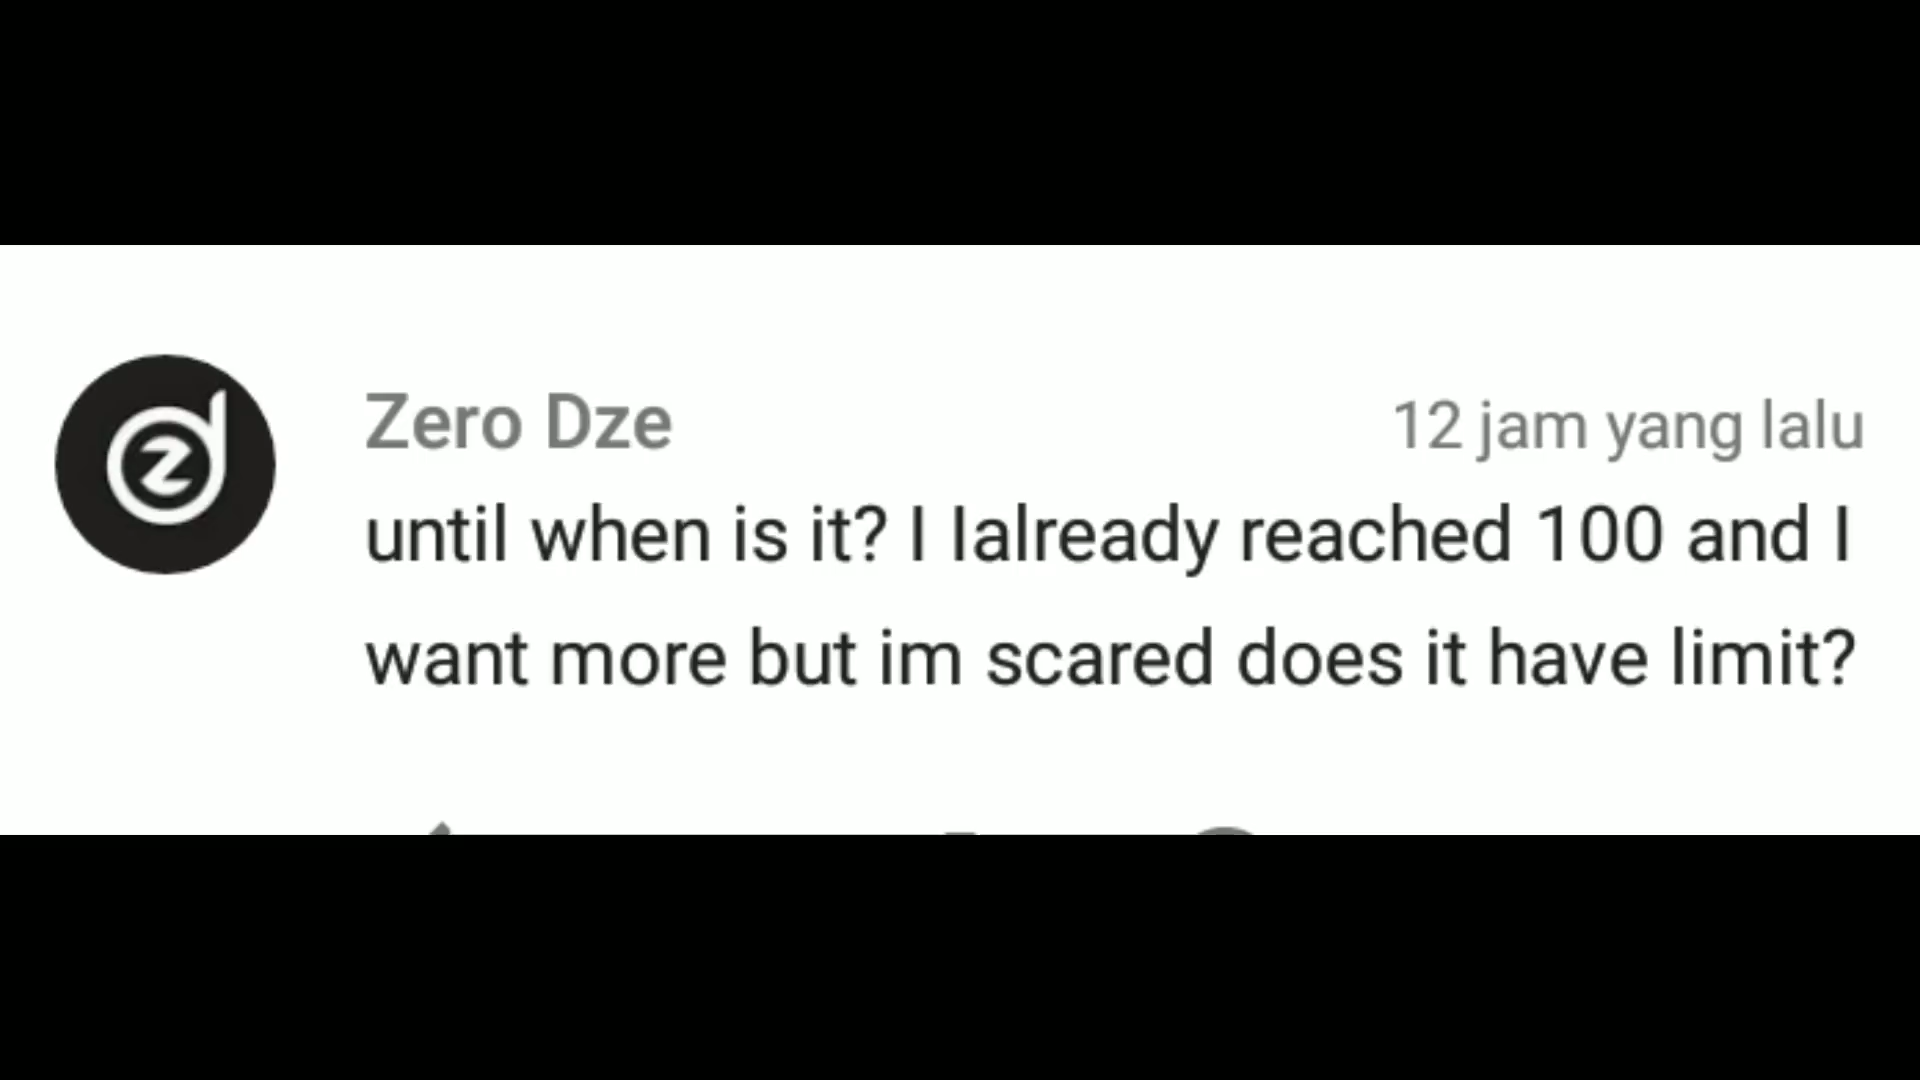 Zero Dze 12 jam yang lalu
until when is it? I Ialready reached 100 and I
want more but im scared does it have limit?